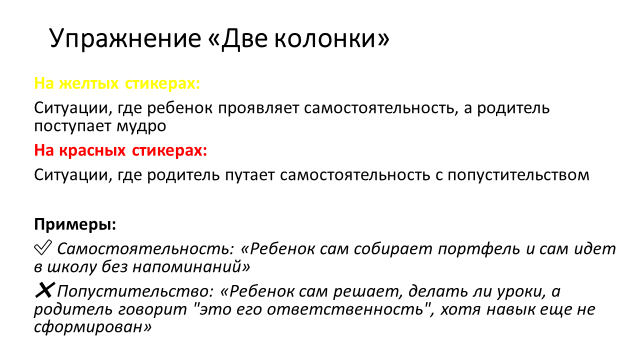 Упражнение «Две колонки»
На желтых стикерах:
Ситуации, где ребенок проявляет самостоятельность, а родитель
поступает мудро
На красных стикерах:
Ситуации, где родитель путает самостоятельность с попустительством
Примеры:
✅ Самостоятельность: «Ребенок сам собирает портфель и сам идет
в школу без напоминаний»
❌ Попустительство: «Ребенок сам решает, делать ли уроки, а
родитель говорит "это его ответственность", хотя навык еще не
сформирован»